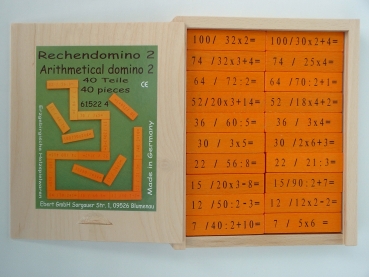 Rechendomino 2
Arithmetical domino 2
40 Teile
40 pieces
61522 4
CE
Erzgebirgische Holzspielwaren
Made in Germany
Ebert GmbH Sorgauer Str. 1, 09526 Blumenau
100/ 32x2=
100/30x2+4=
74 /32x3+4=
74 / 25x4=
64 / 72:2=
64 /70:2+1=
52/20x3+14=
52 /18x4+2=
36 / 60:5=
36 / 3x4=
30 / 3x5=
30 /2x6+3=
22 / 56:8=
22 / 21:3=
15 /20x3-8=
15/90:2+7=
12 /50:2-3=
12 /12x2-2=
7 /40:2+10=
7 / 5x6 =